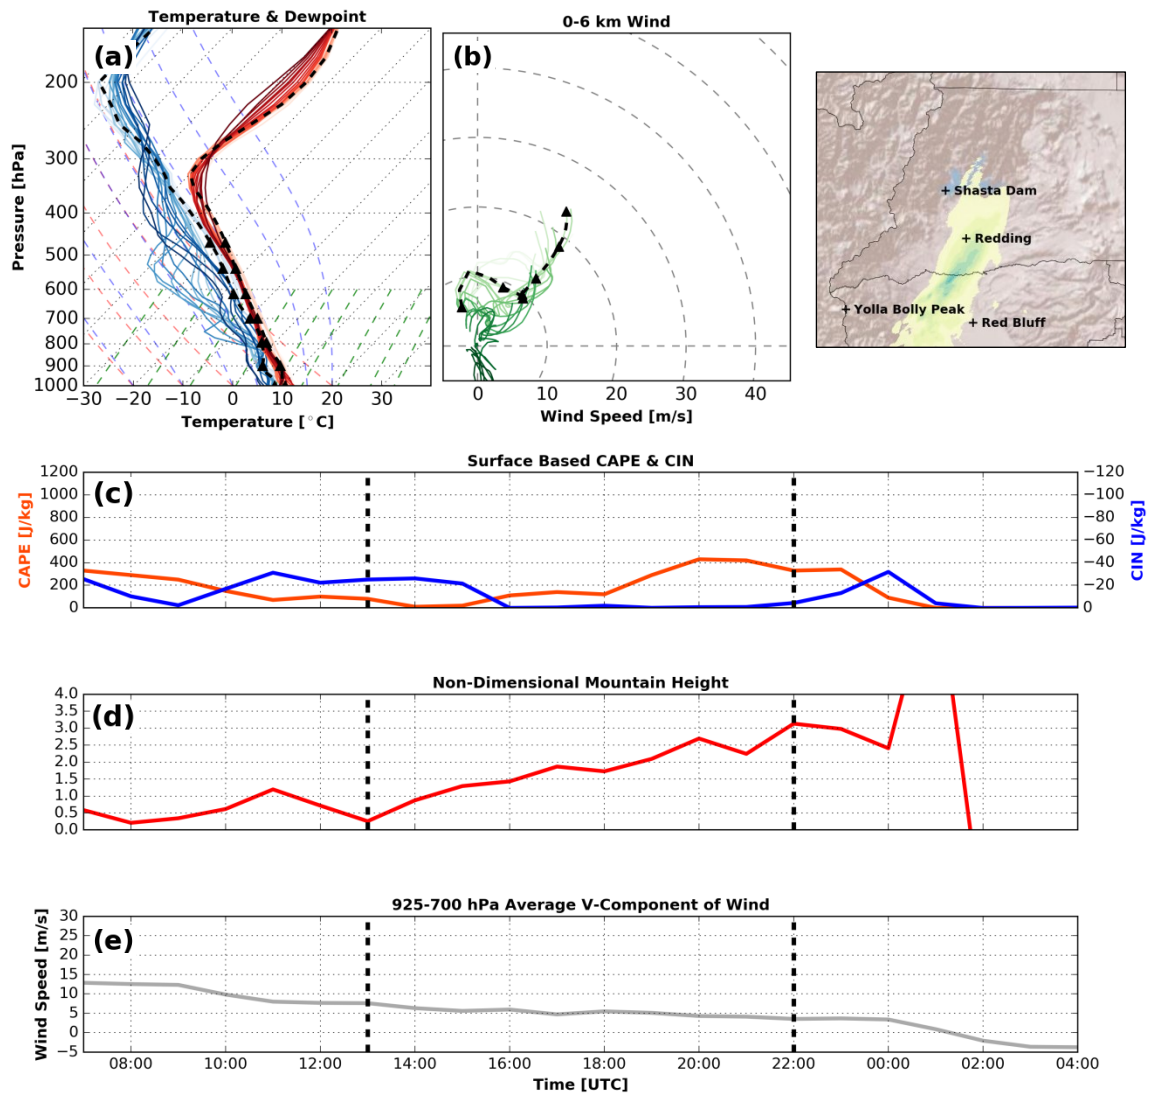 Temperature & Dewpoint
(a)
Pressure [hPa]
200
300
400
500
600
700
800
900
1000
−30 −20 −10 0 10 20 30
Temperature [°C]
0-6 km Wind
(b)
0 10 20 30 40
Wind Speed [m/s]
Shasta Dam
Redding
Yolla Bolly Peak
Red Bluff
Surface Based CAPE & CIN
(c)
CAPE [J/kg]
1200
1000
800
600
400
200
0
−120
−100
−80
−60
−40
−20
0
CIN [J/kg]
Non-Dimensional Mountain Height
(d)
4.0
3.5
3.0
2.5
2.0
1.5
1.0
0.5
0.0
925-700 hPa Average V-Component of Wind
(e)
Wind Speed [m/s]
30
25
20
15
10
5
0
−5
08:00 10:00 12:00 14:00 16:00 18:00 20:00 22:00 00:00 02:00 04:00
Time [UTC]